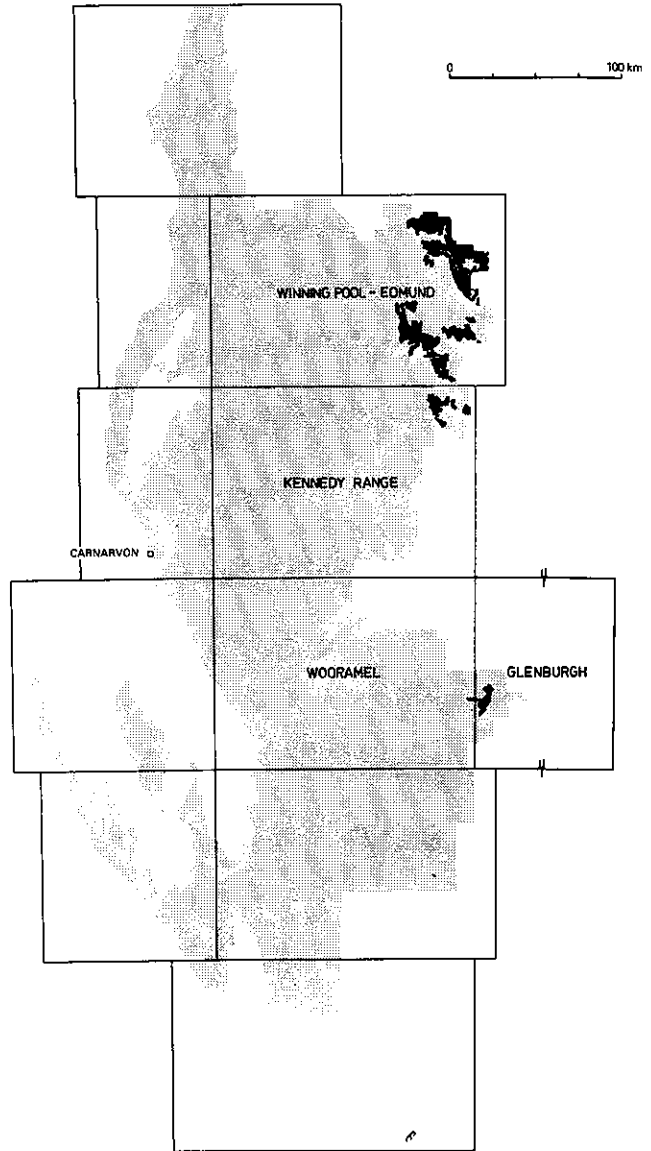 0 100 km
WINNING POOL - EDMUND
KENNEDY RANGE
CARNARVON
WOORAMEL GLENBURGH